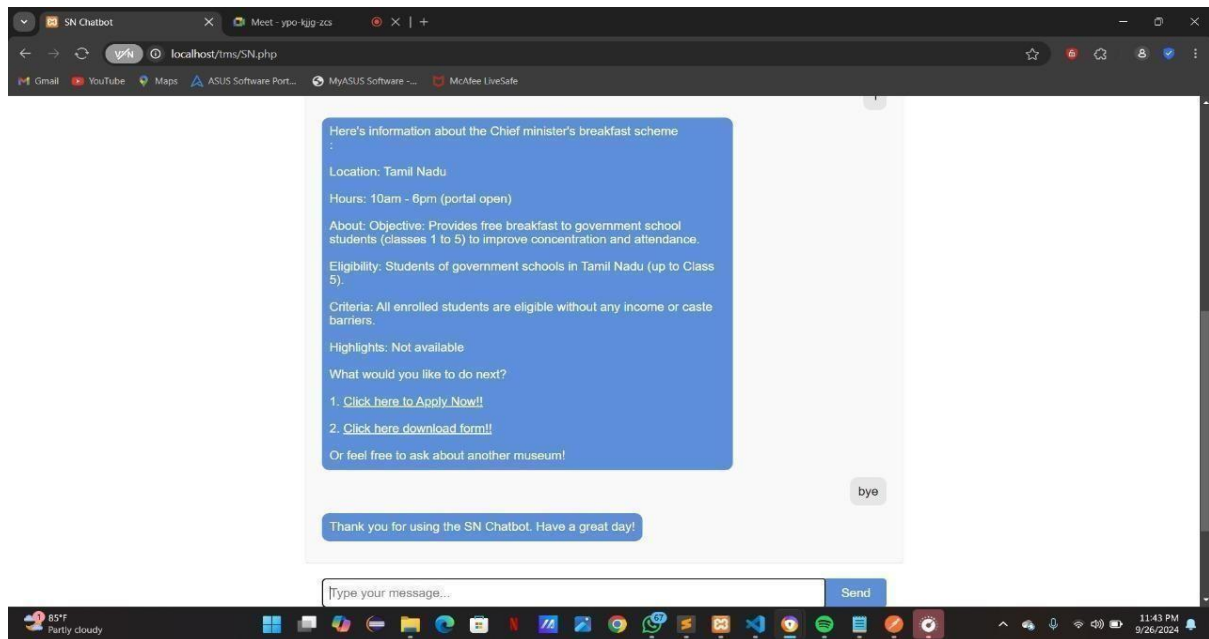 SN Chatbot
Meet - ypo-kjjg-zcs
localhost/tms/SN.php
Gmail YouTube Maps ASUS Software Port... MyASUS Software -... McAfee LiveSafe
Here's information about the Chief minister's breakfast scheme
:
Location: Tamil Nadu
Hours: 10am - 6pm (portal open)
About: Objective: Provides free breakfast to government school
students (classes 1 to 5) to improve concentration and attendance.
Eligibility: Students of government schools in Tamil Nadu (up to Class
5).
Criteria: All enrolled students are eligible without any income or caste
barriers.
Highlights: Not available
What would you like to do next?
1. Click here to Apply Now!!
2. Click here download form!!
Or feel free to ask about another museum!
bye
Thank you for using the SN Chatbot. Have a great day!
Type your message...
Send
85°F
Partly cloudy
11:43 PM
9/26/2024